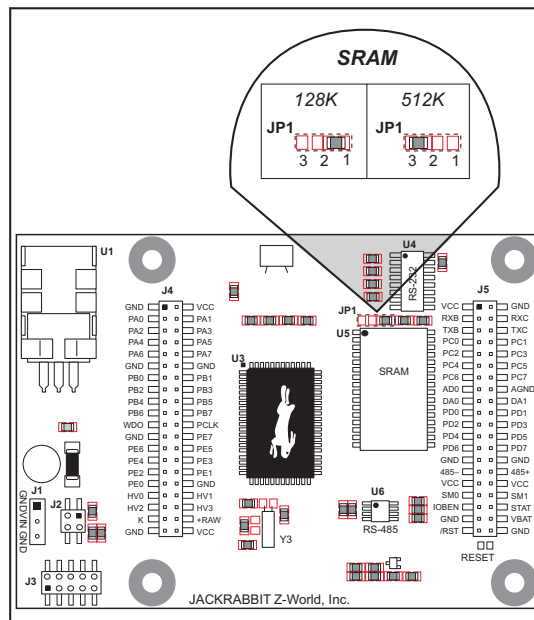 SRAM
128K 512K
JP1 JP1
3 2 1 3 2 1
U1
U4
RS-232
J4
J5
JP1
U5
SRAM
U3
GND VCC
PA0 PA1
PA2 PA3
PA4 PA5
PA6 PA7
GND GND
PB0 PB1
PB2 PB3
PB4 PB5
PB6 PB7
WDO PCLK
GND PE7
PE6 PE5
PE4 PE3
PE2 PE1
PE0 GND
HV0 HV1
HV2 HV3
K +RAW
GND VCC
VCC GND
RXB RXC
TXB TXC
PC0 PC1
PC2 PC3
PC4 PC5
PC6 PC7
AD0 AGND
DA0 DA1
PD0 PD1
PD2 PD3
PD4 PD5
PD6 PD7
GND GND
485– 485+
VCC VCC
SM0 SM1
IOBEN STAT
GND VBAT
/RST GND
J1
GND VIN GND
J2
U6
RS-485
Y3
RESET
J3
JACKRABBIT Z-World, Inc.